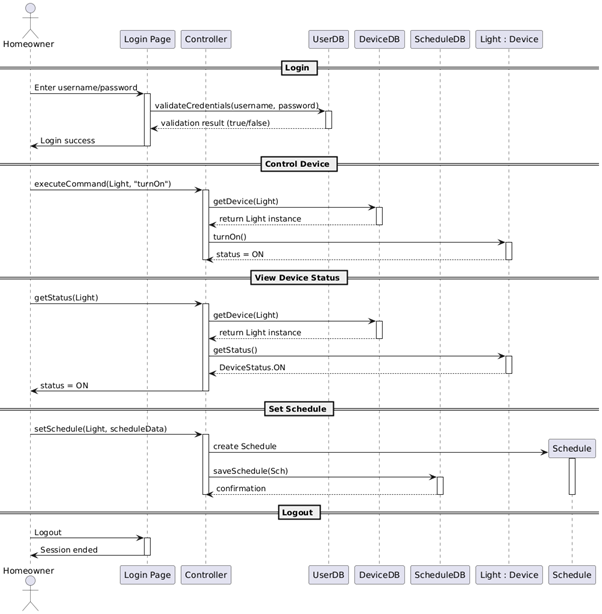 Homeowner
Login Page
Controller
UserDB
DeviceDB
ScheduleDB
Light : Device
Login
Enter username/password
validateCredentials(username, password)
validation result (true/false)
Login success
Control Device
executeCommand(Light, "turnOn")
getDevice(Light)
return Light instance
turnOn()
status = ON
View Device Status
getStatus(Light)
getDevice(Light)
return Light instance
getStatus()
DeviceStatus.ON
status = ON
Set Schedule
setSchedule(Light, scheduleData)
create Schedule
Schedule
saveSchedule(Sch)
confirmation
Logout
Logout
Session ended
Homeowner
Login Page
Controller
UserDB
DeviceDB
ScheduleDB
Light : Device
Schedule